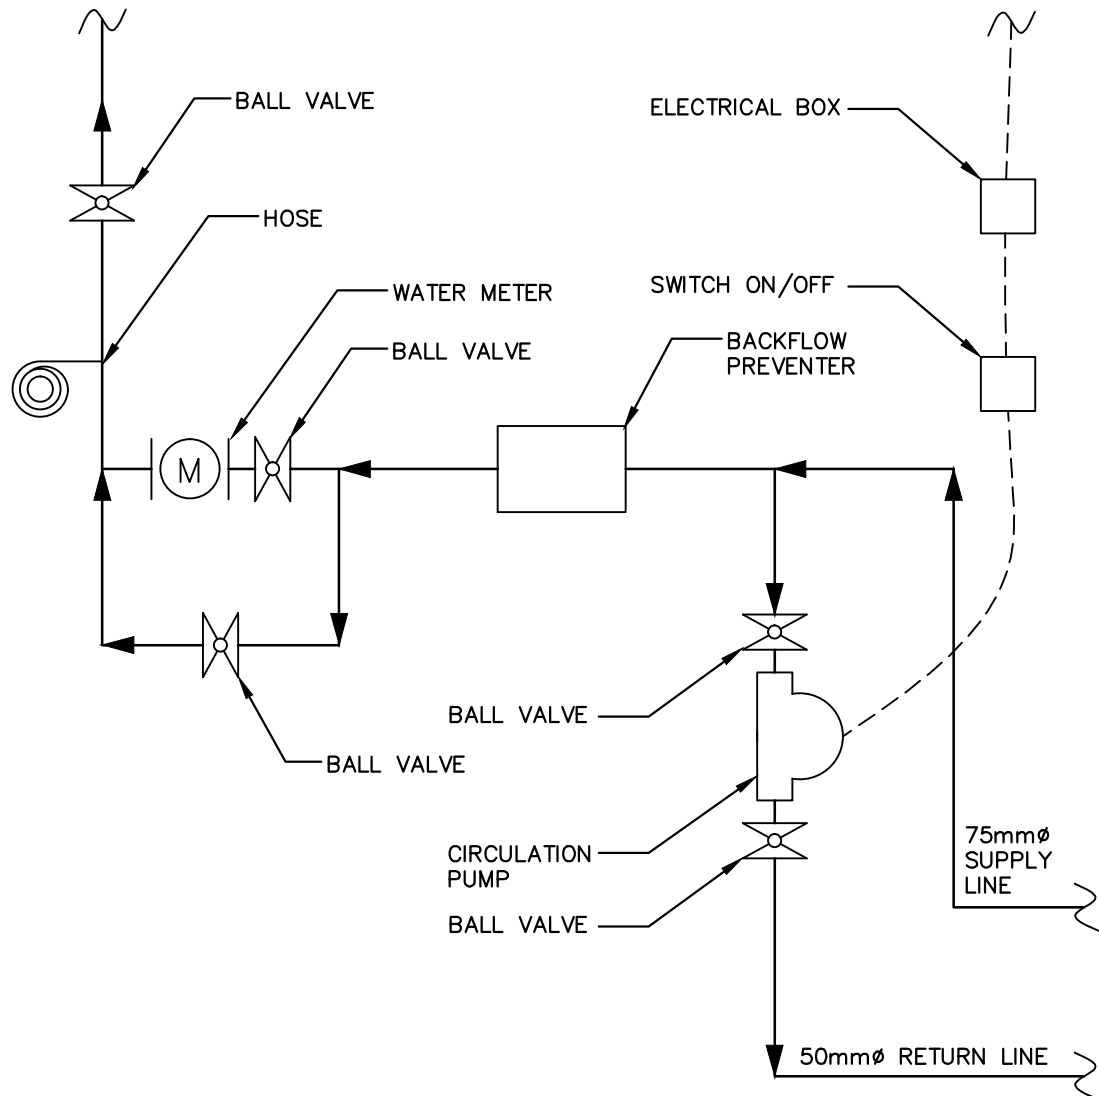 BALL VALVE
ELECTRICAL BOX
HOSE
WATER METER
SWITCH ON/OFF
BALL VALVE
BACKFLOW
PREVENTER
M
BALL VALVE
BALL VALVE
75mmø
SUPPLY
LINE
CIRCULATION
PUMP
BALL VALVE
50mmø RETURN LINE